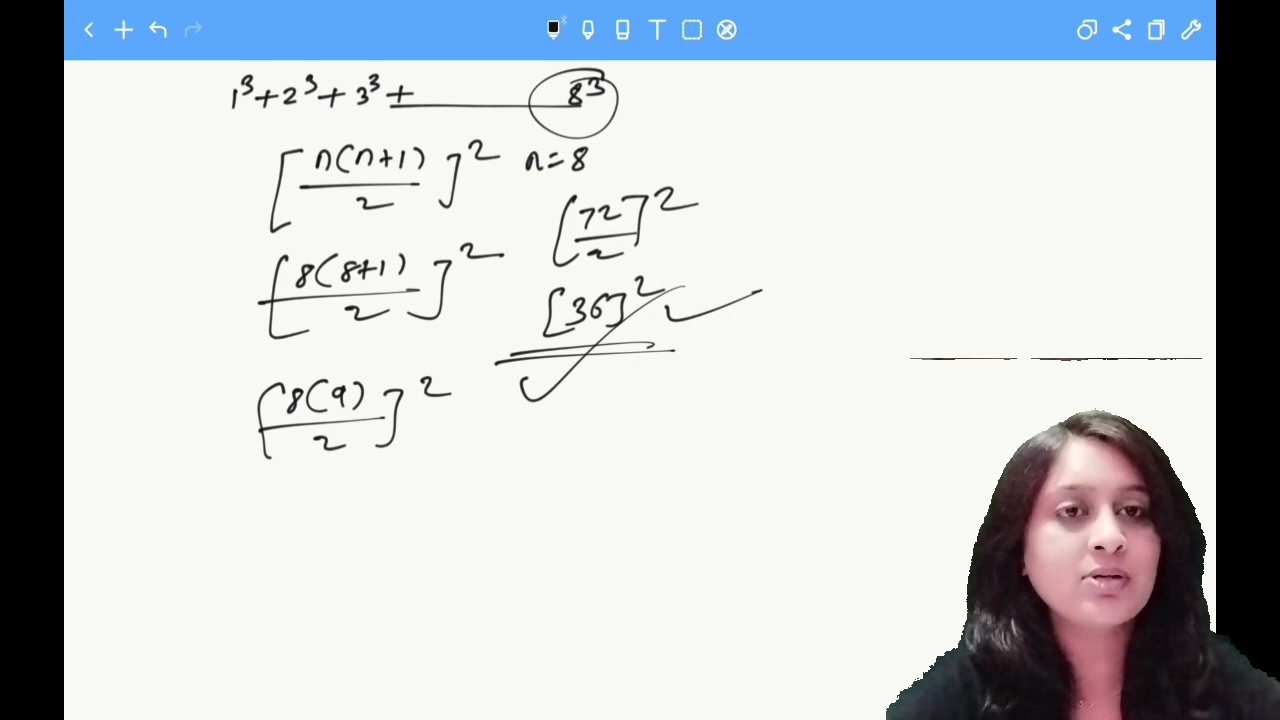 1³+2³+3³+ 8³
[n(n+1)/2]² n=8
[8(8+1)/2]²
[8(9)/2]²
[72/2]²
[36]²
T